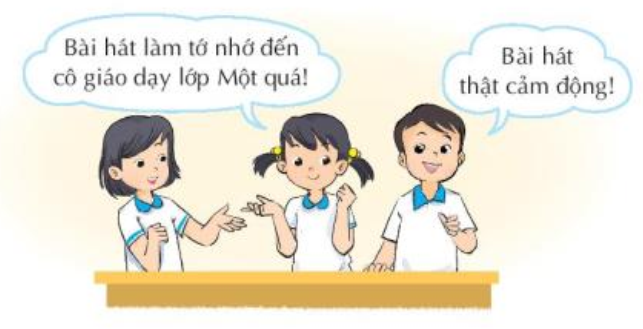 Bài hát làm tớ nhớ đến
cô giáo dạy lớp Một quá!
Bài hát
thật cảm động!